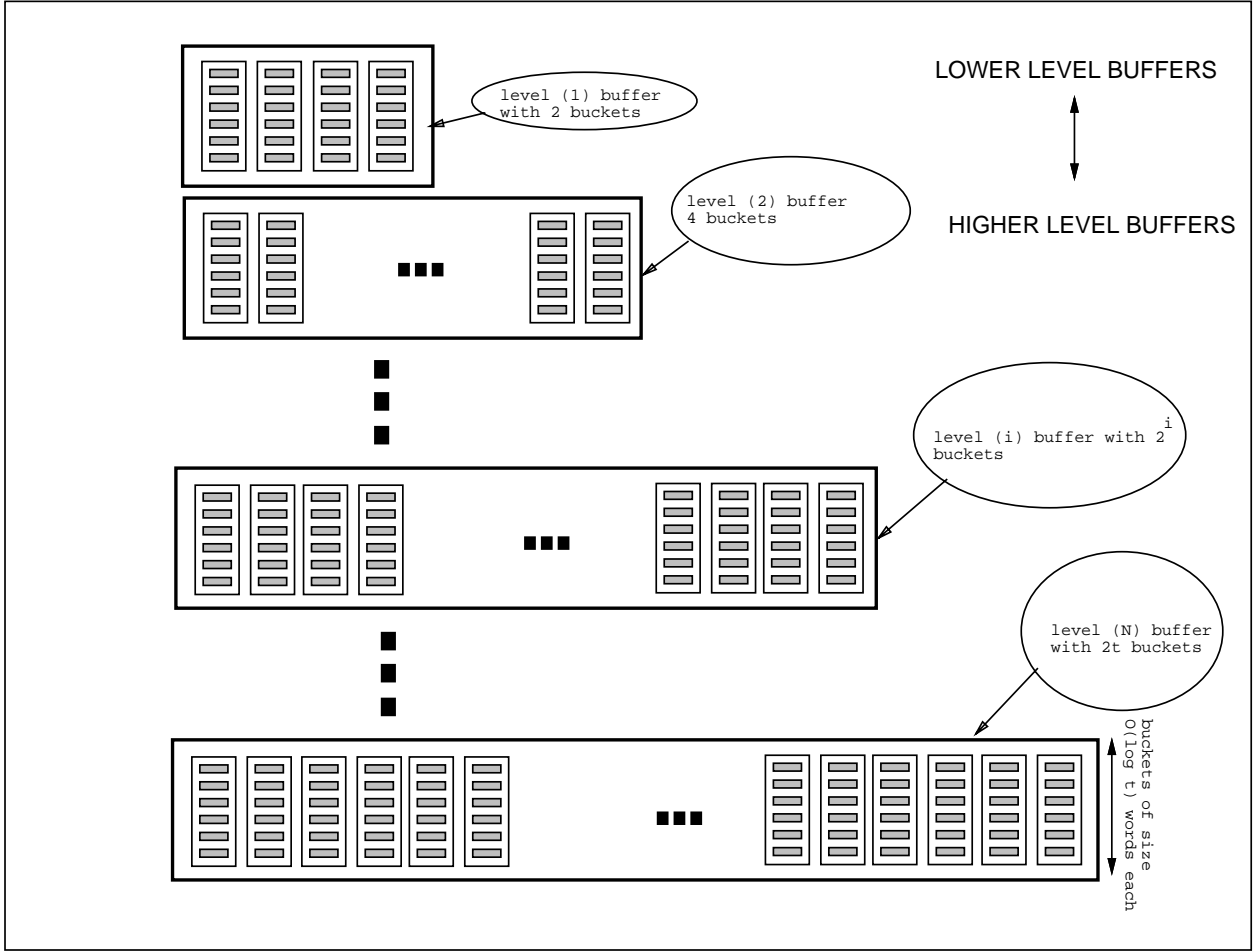 level (1) buffer
with 2 buckets
LOWER LEVEL BUFFERS
level (2) buffer
4 buckets
HIGHER LEVEL BUFFERS
level (i) buffer with 2^i
buckets
level (N) buffer
with 2t buckets
buckets of size
O(log t) words each